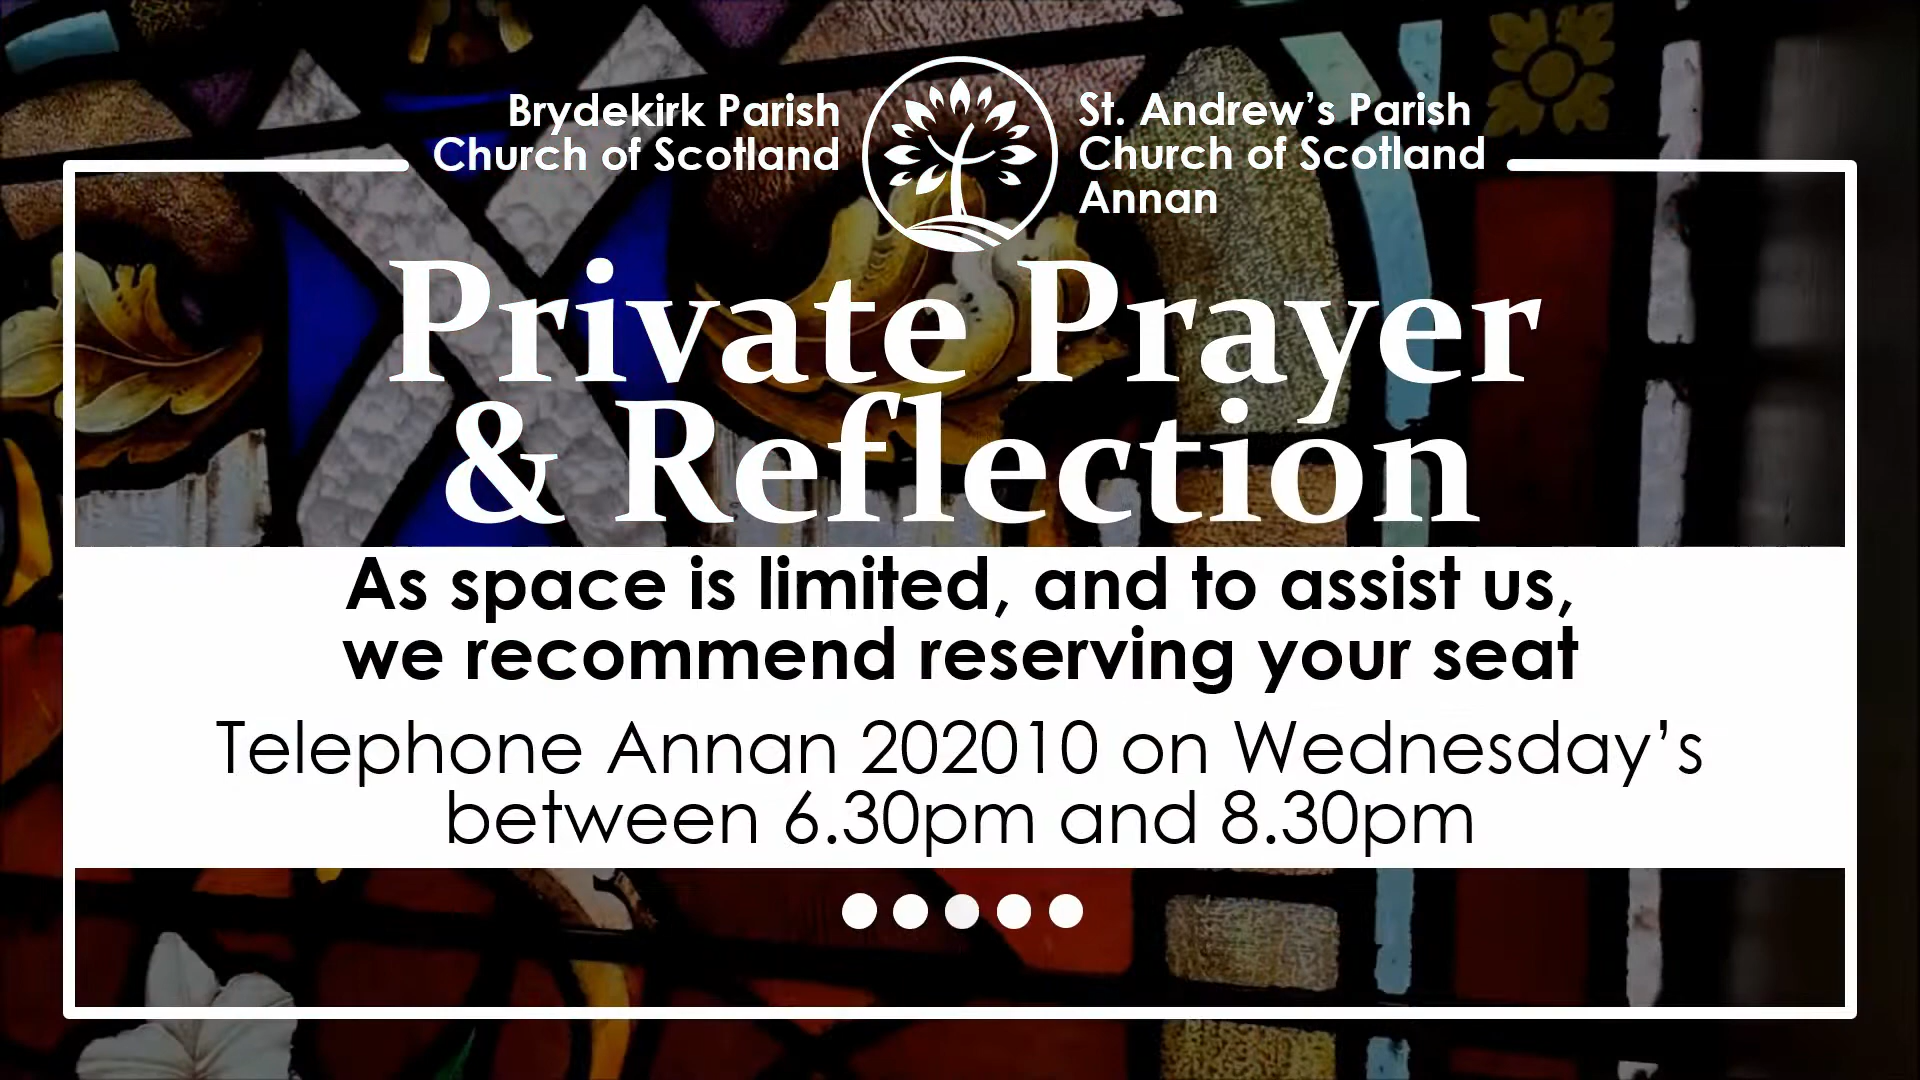 Brydekirk Parish
Church of Scotland
St. Andrew’s Parish
Church of Scotland
Annan
Private Prayer
& Reflection
As space is limited, and to assist us,
we recommend reserving your seat
Telephone Annan 202010 on Wednesday’s
between 6.30pm and 8.30pm